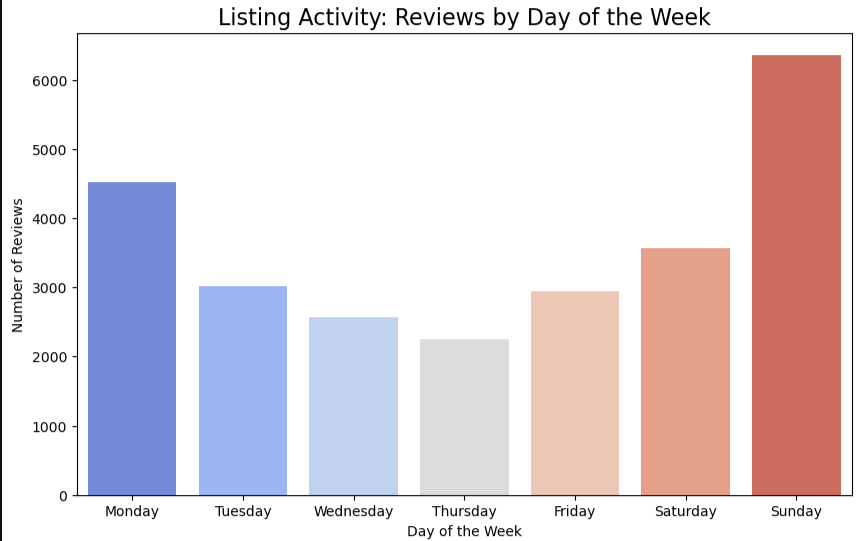 Listing Activity: Reviews by Day of the Week
Number of Reviews
6000
5000
4000
3000
2000
1000
0
Monday Tuesday Wednesday Thursday Friday Saturday Sunday
Day of the Week